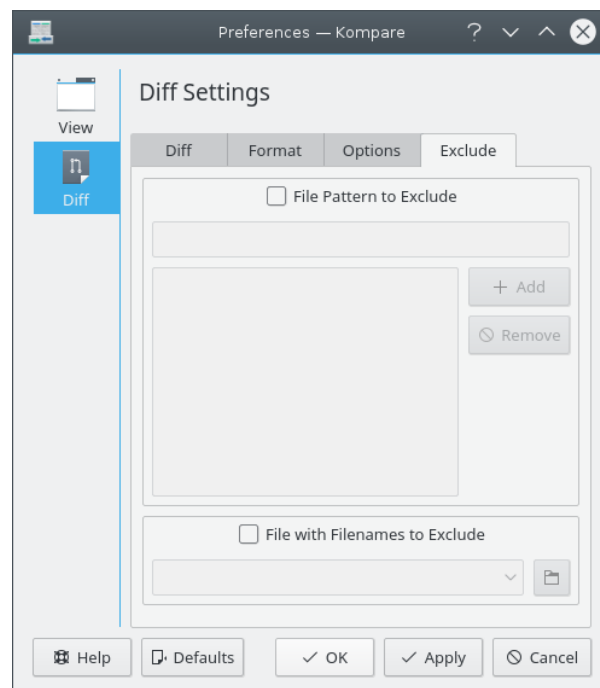 Preferences — Kompare
View
Diff
Diff Settings
Diff Format Options Exclude
File Pattern to Exclude
Add
Remove
File with Filenames to Exclude
Help Defaults OK Apply Cancel